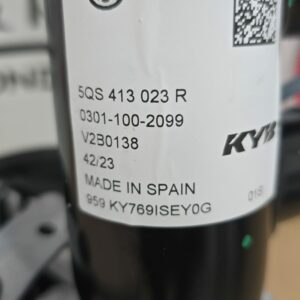 5QS 413 023 R
0301-100-2099
V2B0138
KYB
42/23
MADE IN SPAIN
959 KY769ISEY0G